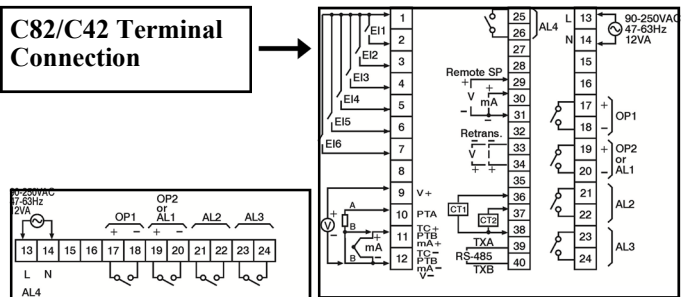 C82/C42 Terminal
Connection
1
2
3
4
5
6
7
8
9
10
11
12
EI1
EI2
EI3
EI4
EI5
EI6
V+
PTA
TC+
PTB
mA+
TC−
PTB
mA−
V−
+
V
−
A
B
B
+
mA
−
25
26
27
28
29
30
31
32
33
34
35
36
37
38
39
40
AL4
Remote SP
+
V
+
mA
−
−
Retrans.
−
−
V
+
+
CT1
CT2
TXA
RS-485
TXB
L
N
13
14
15
16
17
18
19
20
21
22
23
24
90-250VAC
47-63Hz
12VA
+
OP1
−
+
OP2
or
AL1
−
AL2
AL3
90-250VAC
47-63Hz
12VA
OP2
or
OP1 AL1 AL2 AL3
+ − + −
13 14 15 16 17 18 19 20 21 22 23 24
L N
AL4